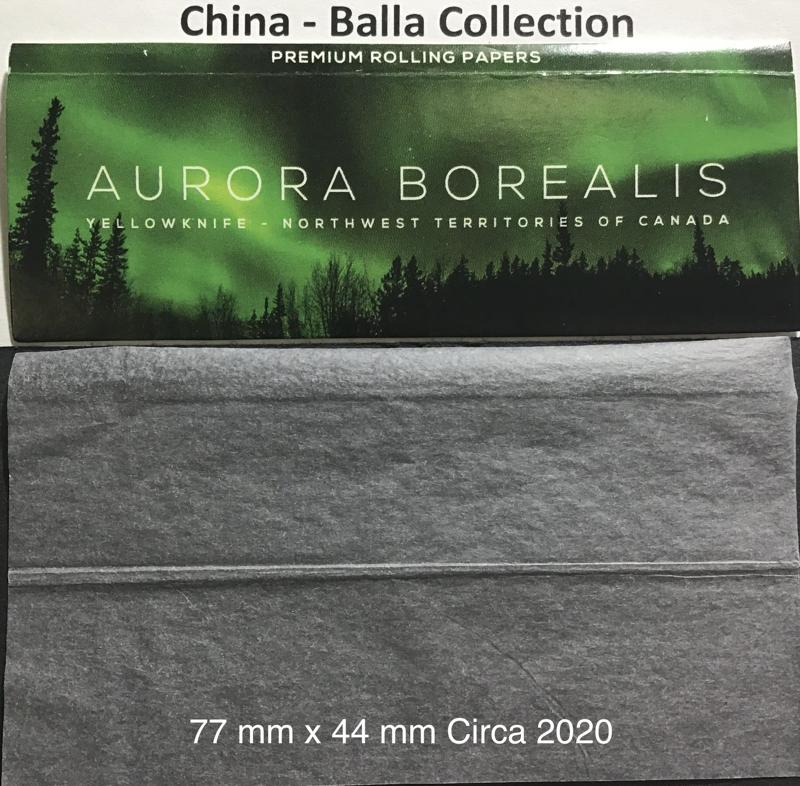 China - Balla Collection
PREMIUM ROLLING PAPERS
AURORA BOREALIS
YELLOWKNIFE - NORTHWEST TERRITORIES OF CANADA
77 mm x 44 mm Circa 2020